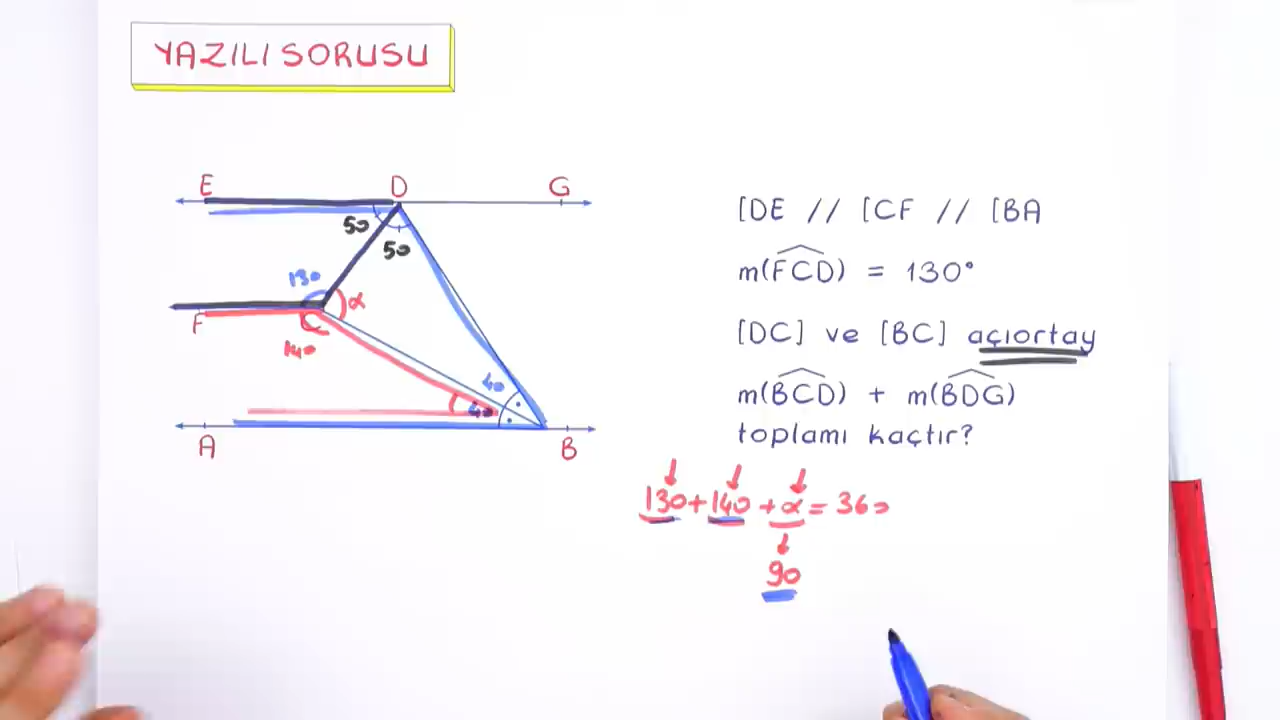 YAZILI SORUSU
E D G
50
50
130
α
F
140
40
40
A B
[DE // [CF // [BA
m(FCD) = 130°
[DC] ve [BC] açıortay
m(BCD) + m(BDG)
toplamı kaçtır?
130+140+α=360
90